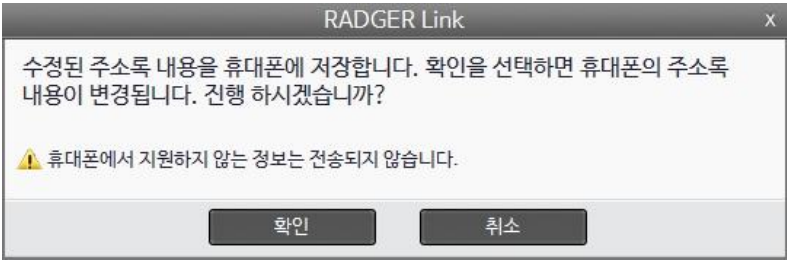 RADGER Link
X
수정된 주소록 내용을 휴대폰에 저장합니다. 확인을 선택하면 휴대폰의 주소록
내용이 변경됩니다. 진행 하시겠습니까?
휴대폰에서 지원하지 않는 정보는 전송되지 않습니다.
확인
취소